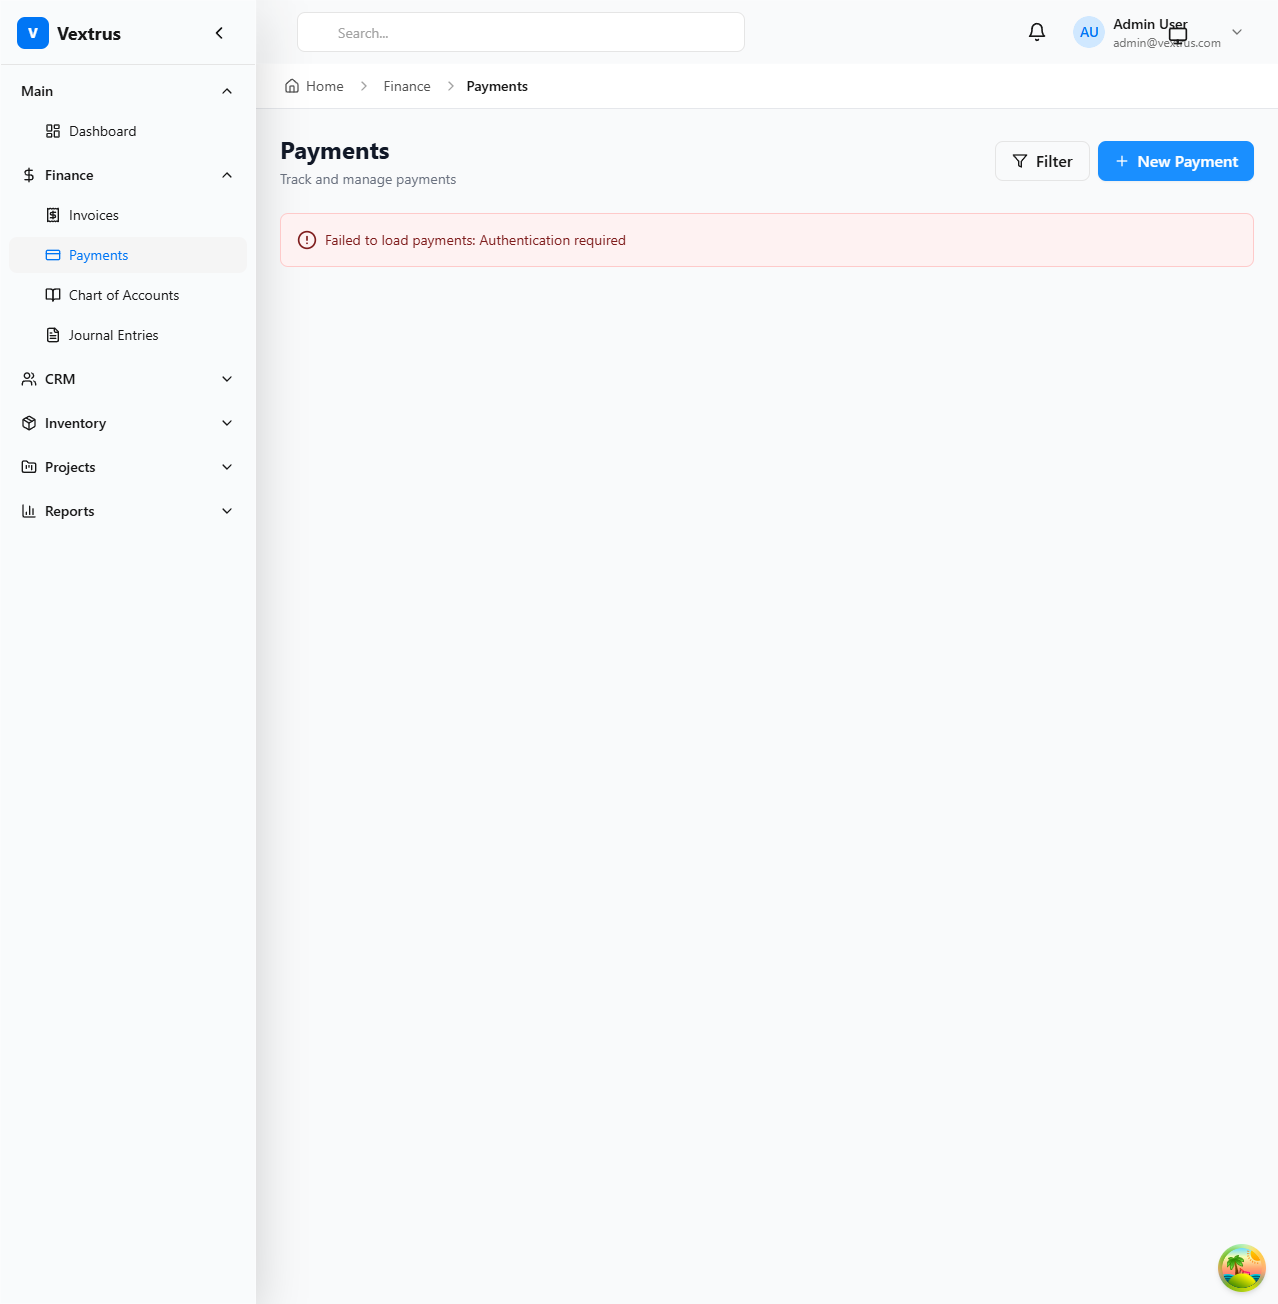 V Vextrus
Search...
AU
Admin User
admin@vextrus.com
Main
Dashboard
Finance
Invoices
Payments
Chart of Accounts
Journal Entries
CRM
Inventory
Projects
Reports
Home
Finance
Payments
Payments
Track and manage payments
Filter
New Payment
Failed to load payments: Authentication required